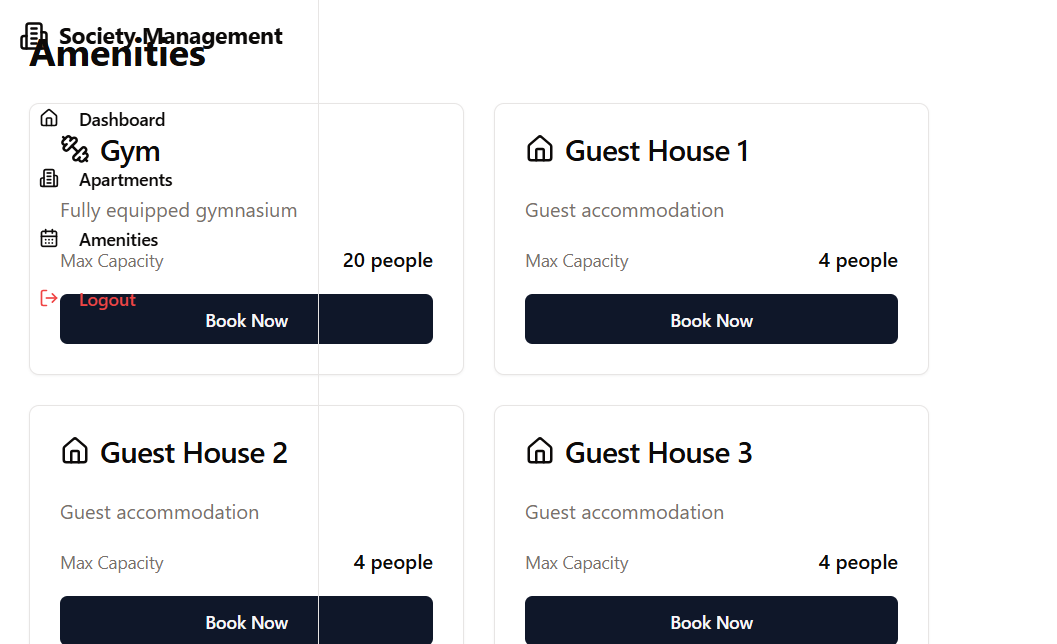 Society Management
Amenities
Dashboard
Gym
Apartments
Fully equipped gymnasium
Amenities
Max Capacity
20 people
Logout
Book Now
Guest House 1
Guest accommodation
Max Capacity
4 people
Book Now
Guest House 2
Guest accommodation
Max Capacity
4 people
Book Now
Guest House 3
Guest accommodation
Max Capacity
4 people
Book Now